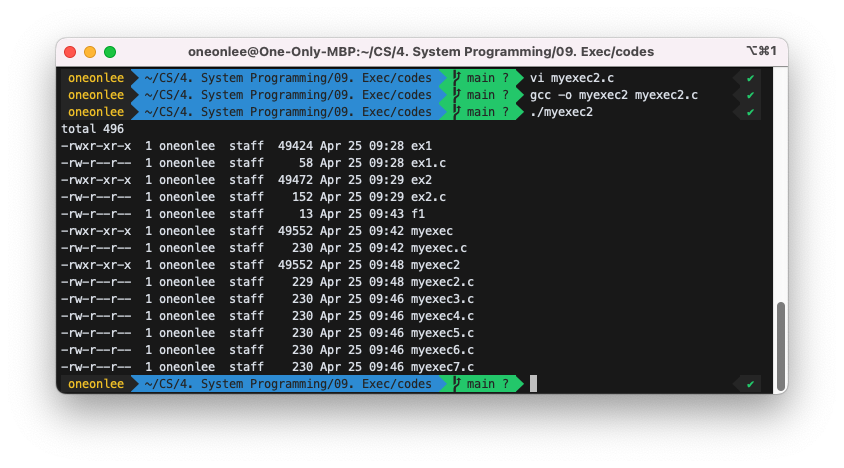 oneonlee@One-Only-MBP:~/CS/4. System Programming/09. Exec/codes ⌥⌘1
oneonlee ~/CS/4. System Programming/09. Exec/codes main ? vi myexec2.c ✔
oneonlee ~/CS/4. System Programming/09. Exec/codes main ? gcc -o myexec2 myexec2.c ✔
oneonlee ~/CS/4. System Programming/09. Exec/codes main ? ./myexec2 ✔
total 496
-rwxr-xr-x  1 oneonlee  staff  49424 Apr 25 09:28 ex1
-rw-r--r--  1 oneonlee  staff     58 Apr 25 09:28 ex1.c
-rwxr-xr-x  1 oneonlee  staff  49472 Apr 25 09:29 ex2
-rw-r--r--  1 oneonlee  staff    152 Apr 25 09:29 ex2.c
-rw-r--r--  1 oneonlee  staff     13 Apr 25 09:43 f1
-rwxr-xr-x  1 oneonlee  staff  49552 Apr 25 09:42 myexec
-rw-r--r--  1 oneonlee  staff    230 Apr 25 09:42 myexec.c
-rwxr-xr-x  1 oneonlee  staff  49552 Apr 25 09:48 myexec2
-rw-r--r--  1 oneonlee  staff    229 Apr 25 09:48 myexec2.c
-rw-r--r--  1 oneonlee  staff    230 Apr 25 09:46 myexec3.c
-rw-r--r--  1 oneonlee  staff    230 Apr 25 09:46 myexec4.c
-rw-r--r--  1 oneonlee  staff    230 Apr 25 09:46 myexec5.c
-rw-r--r--  1 oneonlee  staff    230 Apr 25 09:46 myexec6.c
-rw-r--r--  1 oneonlee  staff    230 Apr 25 09:46 myexec7.c
oneonlee ~/CS/4. System Programming/09. Exec/codes main ? ✔